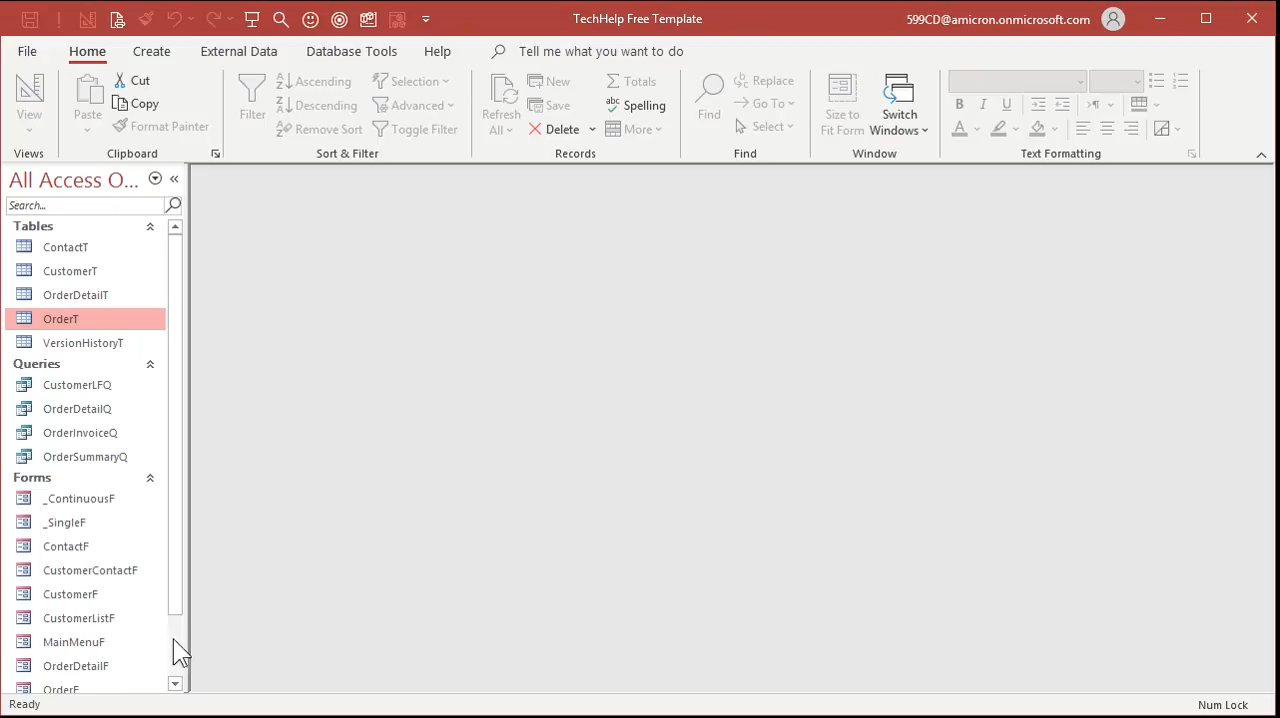 TechHelp Free Template
599CD@amicron.onmicrosoft.com
File Home Create External Data Database Tools Help Tell me what you want to do
View
Views
Paste
Cut
Copy
Format Painter
Clipboard
Filter
Ascending
Descending
Remove Sort
Selection
Advanced
Toggle Filter
Sort & Filter
Refresh
All
New
Save
Delete
Totals
Spelling
More
Records
Find
Replace
Go To
Select
Find
Size to
Fit Form
Switch
Windows
Window
B I U
A
Text Formatting
All Access O...
Search...
Tables
ContactT
CustomerT
OrderDetailT
OrderT
VersionHistoryT
Queries
CustomerLFQ
OrderDetailQ
OrderInvoiceQ
OrderSummaryQ
Forms
_ContinuousF
_SingleF
ContactF
CustomerContactF
CustomerF
CustomerListF
MainMenuF
OrderDetailF
OrderF
Ready
Num Lock